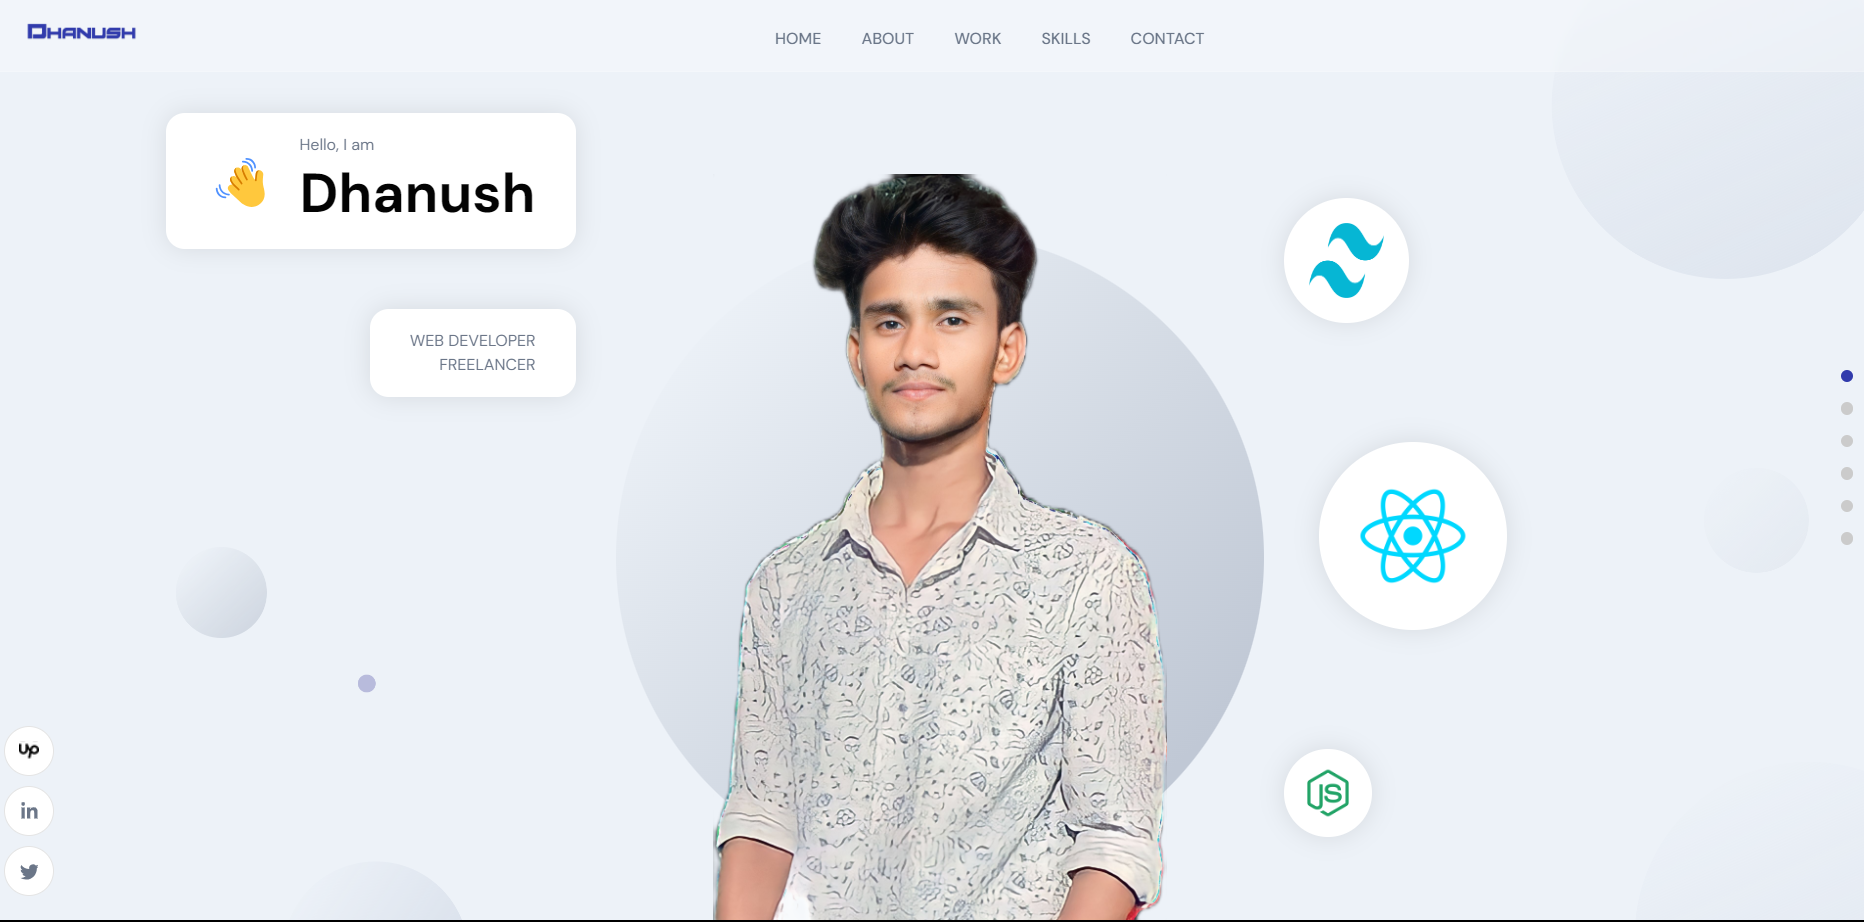 Dhanush
HOME ABOUT WORK SKILLS CONTACT
Hello, I am
Dhanush
WEB DEVELOPER
FREELANCER
JS
up
in